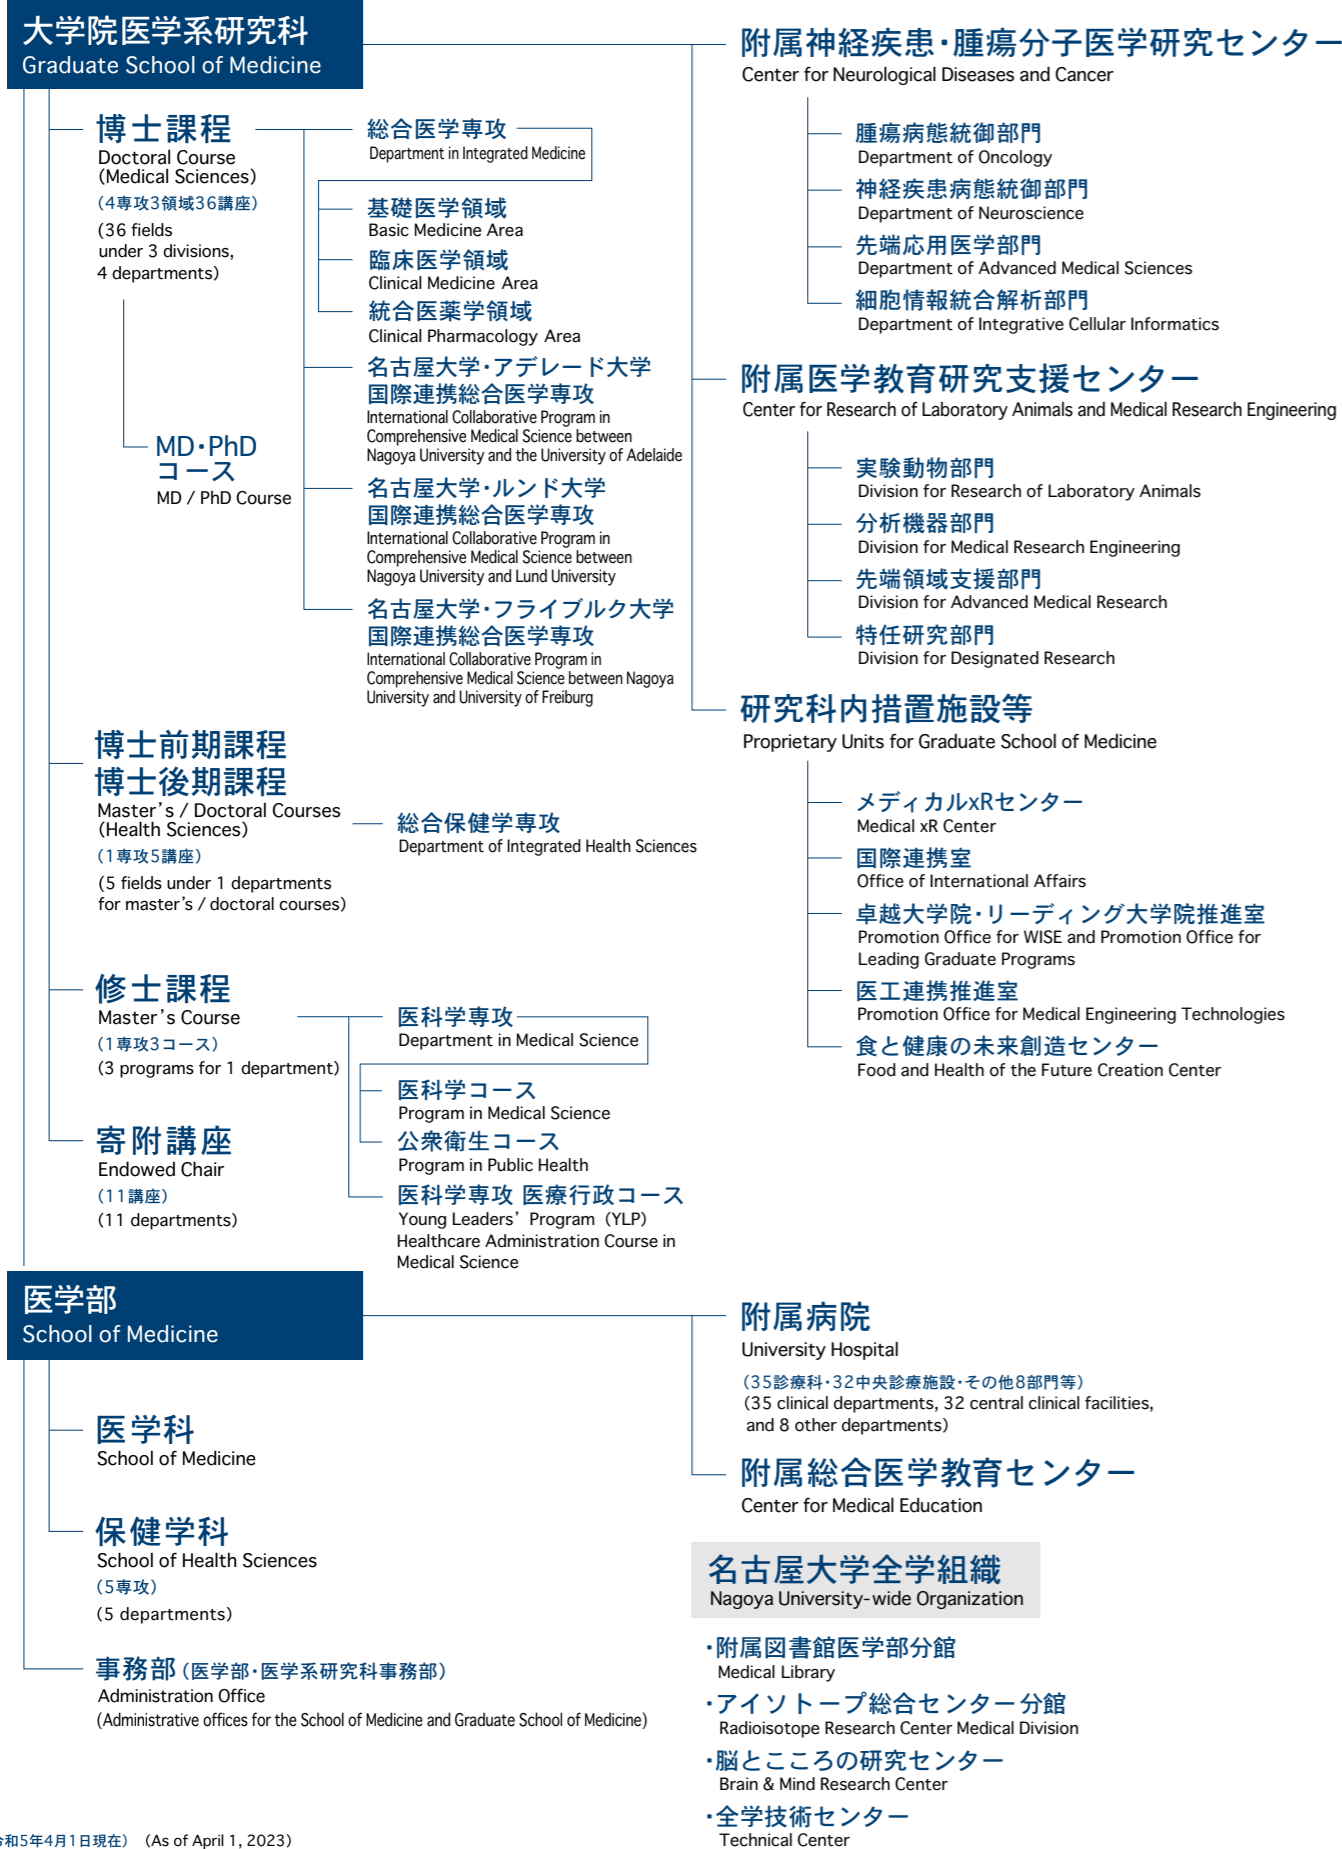 大学院医学系研究科
Graduate School of Medicine
博士課程
Doctoral Course
(Medical Sciences)
(4専攻3領域36講座)
(36 fields
under 3 divisions,
4 departments)
MD・PhD
コース
MD / PhD Course
総合医学専攻
Department in Integrated Medicine
基礎医学領域
Basic Medicine Area
臨床医学領域
Clinical Medicine Area
統合医薬学領域
Clinical Pharmacology Area
名古屋大学・アデレード大学
国際連携総合医学専攻
International Collaborative Program in
Comprehensive Medical Science between
Nagoya University and the University of Adelaide
名古屋大学・ルンド大学
国際連携総合医学専攻
International Collaborative Program in
Comprehensive Medical Science between
Nagoya University and Lund University
名古屋大学・フライブルク大学
国際連携総合医学専攻
International Collaborative Program in
Comprehensive Medical Science between Nagoya
University and University of Freiburg
博士前期課程
博士後期課程
Master's / Doctoral Courses
(Health Sciences)
(1専攻5講座)
(5 fields under 1 departments
for master's / doctoral courses)
総合保健学専攻
Department of Integrated Health Sciences
修士課程
Master's Course
(1専攻3コース)
(3 programs for 1 department)
医科学専攻
Department in Medical Science
医科学コース
Program in Medical Science
公衆衛生コース
Program in Public Health
医科学専攻 医療行政コース
Young Leaders' Program (YLP)
Healthcare Administration Course in
Medical Science
寄附講座
Endowed Chair
(11講座)
(11 departments)
附属神経疾患・腫瘍分子医学研究センター
Center for Neurological Diseases and Cancer
腫瘍病態統御部門
Department of Oncology
神経疾患病態統御部門
Department of Neuroscience
先端応用医学部門
Department of Advanced Medical Sciences
細胞情報統合解析部門
Department of Integrative Cellular Informatics
附属医学教育研究支援センター
Center for Research of Laboratory Animals and Medical Research Engineering
実験動物部門
Division for Research of Laboratory Animals
分析機器部門
Division for Medical Research Engineering
先端領域支援部門
Division for Advanced Medical Research
特任研究部門
Division for Designated Research
研究科内措置施設等
Proprietary Units for Graduate School of Medicine
メディカルxRセンター
Medical xR Center
国際連携室
Office of International Affairs
卓越大学院・リーディング大学院推進室
Promotion Office for WISE and Promotion Office for
Leading Graduate Programs
医工連携推進室
Promotion Office for Medical Engineering Technologies
食と健康の未来創造センター
Food and Health of the Future Creation Center
医学部
School of Medicine
医学科
School of Medicine
保健学科
School of Health Sciences
(5専攻)
(5 departments)
事務部(医学部・医学系研究科事務部)
Administration Office
(Administrative offices for the School of Medicine and Graduate School of Medicine)
附属病院
University Hospital
(35診療科・32中央診療施設・その他8部門等)
(35 clinical departments, 32 central clinical facilities,
and 8 other departments)
附属総合医学教育センター
Center for Medical Education
名古屋大学全学組織
Nagoya University-wide Organization
・附属図書館医学部分館
Medical Library
・アイソトープ総合センター分館
Radioisotope Research Center Medical Division
・脳とこころの研究センター
Brain & Mind Research Center
・全学技術センター
Technical Center
和5年4月1日現在) (As of April 1, 2023)